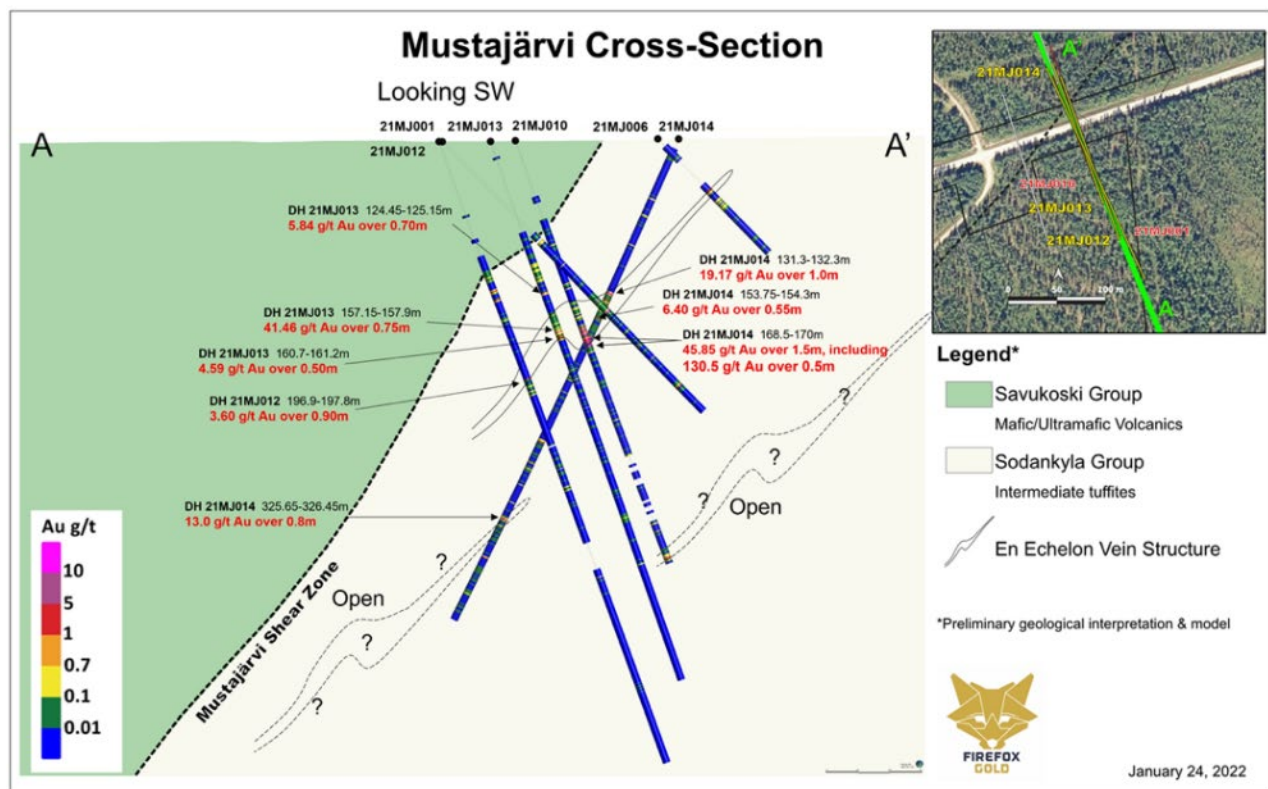 Mustajärvi Cross-Section
Looking SW
21MJ001 21MJ013 21MJ010 21MJ006 21MJ014
21MJ012
A
A'
DH 21MJ013 124.45-125.15m
5.84 g/t Au over 0.70m
DH 21MJ013 157.15-157.9m
41.46 g/t Au over 0.75m
DH 21MJ013 160.7-161.2m
4.59 g/t Au over 0.50m
DH 21MJ012 196.9-197.8m
3.60 g/t Au over 0.90m
DH 21MJ014 325.65-326.45m
13.0 g/t Au over 0.8m
DH 21MJ014 131.3-132.3m
19.17 g/t Au over 1.0m
DH 21MJ014 153.75-154.3m
6.40 g/t Au over 0.55m
DH 21MJ014 168.5-170m
45.85 g/t Au over 1.5m, including
130.5 g/t Au over 0.5m
?
?
?
Open
?
?
?
Open
Mustajärvi Shear Zone
Au g/t
10
5
1
0.7
0.1
0.01
A'
21MJ014
21MJ010
21MJ013
21MJ012
21MJ001
0 50 100 m
A
Legend*
Savukoski Group
Mafic/Ultramafic Volcanics
Sodankyla Group
Intermediate tuffites
En Echelon Vein Structure
*Preliminary geological interpretation & model
FIREFOX
GOLD
January 24, 2022